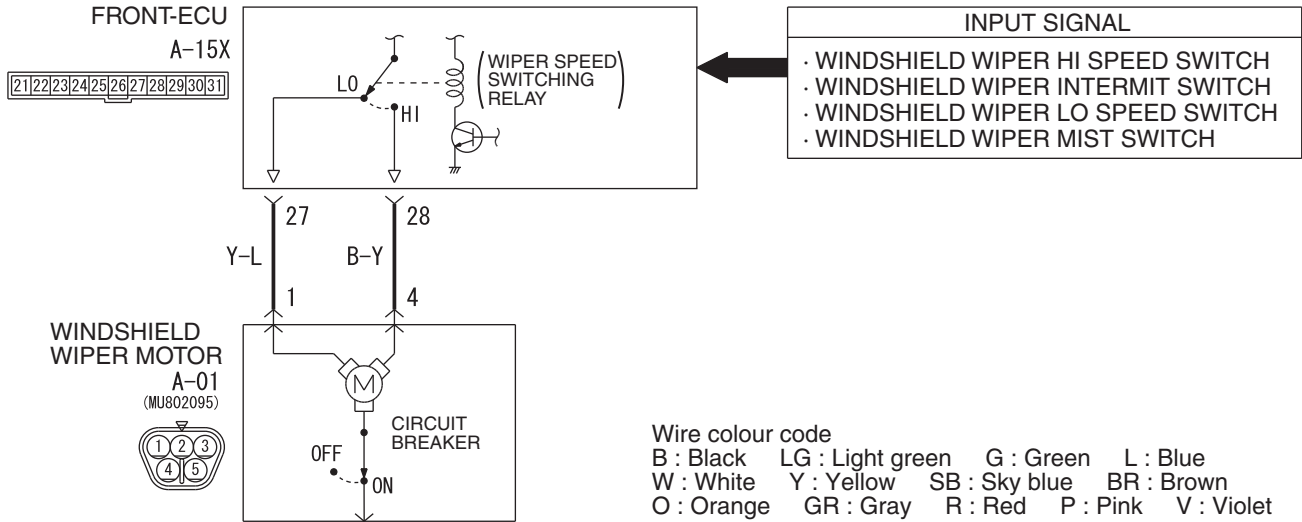 FRONT-ECU
A-15X
21 22 23 24 25 26 27 28 29 30 31
LO
HI
(WIPER SPEED
SWITCHING
RELAY)
INPUT SIGNAL
· WINDSHIELD WIPER HI SPEED SWITCH
· WINDSHIELD WIPER INTERMIT SWITCH
· WINDSHIELD WIPER LO SPEED SWITCH
· WINDSHIELD WIPER MIST SWITCH
27 28
Y-L B-Y
1 4
WINDSHIELD
WIPER MOTOR
A-01
(MU802095)
1 2 3
4 5
M
CIRCUIT
BREAKER
OFF
ON
Wire colour code
B : Black LG : Light green G : Green L : Blue
W : White Y : Yellow SB : Sky blue BR : Brown
O : Orange GR : Gray R : Red P : Pink V : Violet